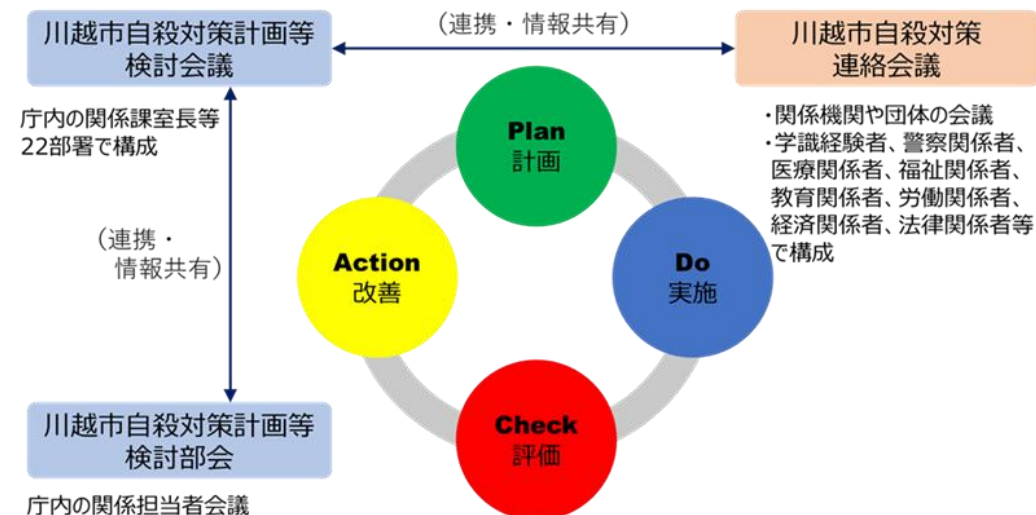 川越市自殺対策計画等
検討会議
(連携・情報共有)
川越市自殺対策
連絡会議
庁内の関係課室長等
22部署で構成
・関係機関や団体の会議
・学識経験者、警察関係者、
医療関係者、福祉関係者、
教育関係者、労働関係者、
経済関係者、法律関係者等
で構成
Plan
計画
(連携・
情報共有)
Action
改善
Do
実施
Check
評価
川越市自殺対策計画等
検討部会
庁内の関係担当者会議